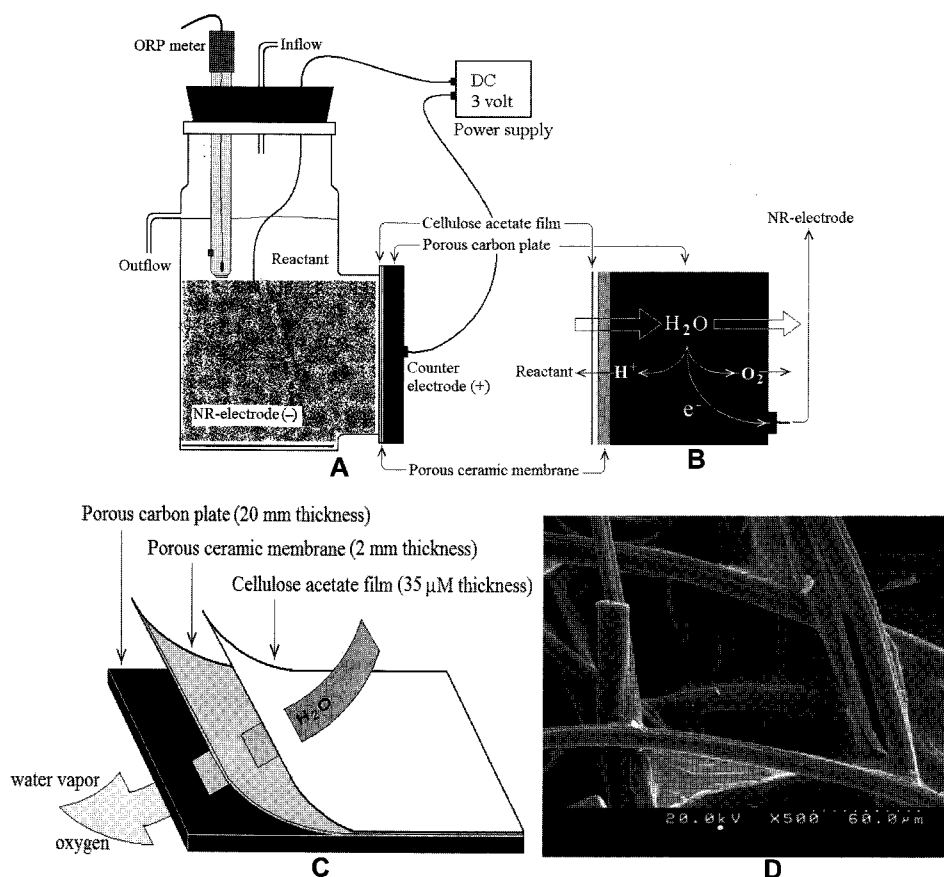 ORP meter
Inflow
DC
3 volt
Power supply
Cellulose acetate film
Porous carbon plate
NR-electrode
Outflow
Reactant
H2O
Reactant
H+
O2
Counter
electrode (+)
e-
NR-electrode (–)
A
B
Porous ceramic membrane
Porous carbon plate (20 mm thickness)
Porous ceramic membrane (2 mm thickness)
Cellulose acetate film (35 µM thickness)
H2O
water vapor
oxygen
C
20.0kV X500 60.0µm
D